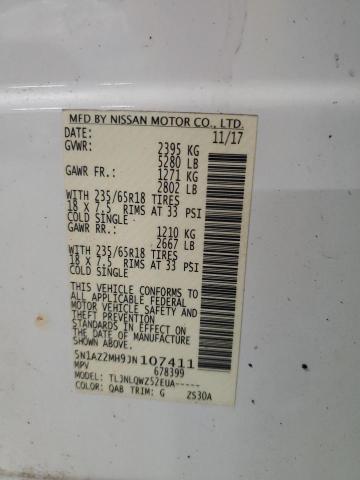 MFD BY NISSAN MOTOR CO., LTD.
DATE: 11/17
GVWR: 2395 KG
5280 LB
GAWR FR.: 1271 KG
2802 LB
WITH 235/65R18 TIRES
18 X 7.5 RIMS AT 33 PSI
COLD SINGLE
GAWR RR.: 1210 KG
2667 LB
WITH 235/65R18 TIRES
18 X 7.5 RIMS AT 33 PSI
COLD SINGLE
THIS VEHICLE CONFORMS TO
ALL APPLICABLE FEDERAL
MOTOR VEHICLE SAFETY AND
THEFT PREVENTION
STANDARDS IN EFFECT ON
THE DATE OF MANUFACTURE
SHOWN ABOVE.
5N1AZ2MH9JN107411
MPV 678399
MODEL: TLJNLQWZ52EUA-----
COLOR: QAB TRIM: G ZS30A